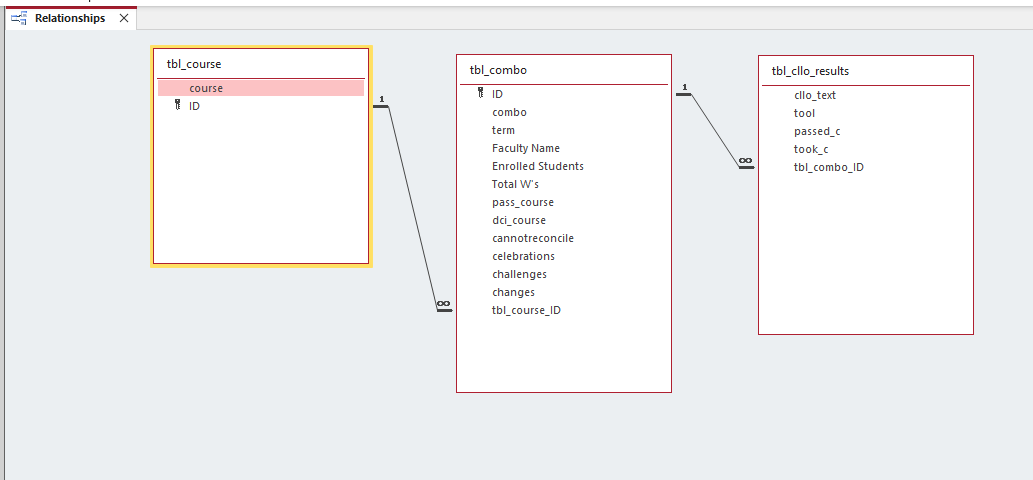 Relationships
tbl_course
course
ID
1
∞
tbl_combo
ID
combo
term
Faculty Name
Enrolled Students
Total W's
pass_course
dci_course
cannotreconcile
celebrations
challenges
changes
tbl_course_ID
1
∞
tbl_cllo_results
cllo_text
tool
passed_c
took_c
tbl_combo_ID